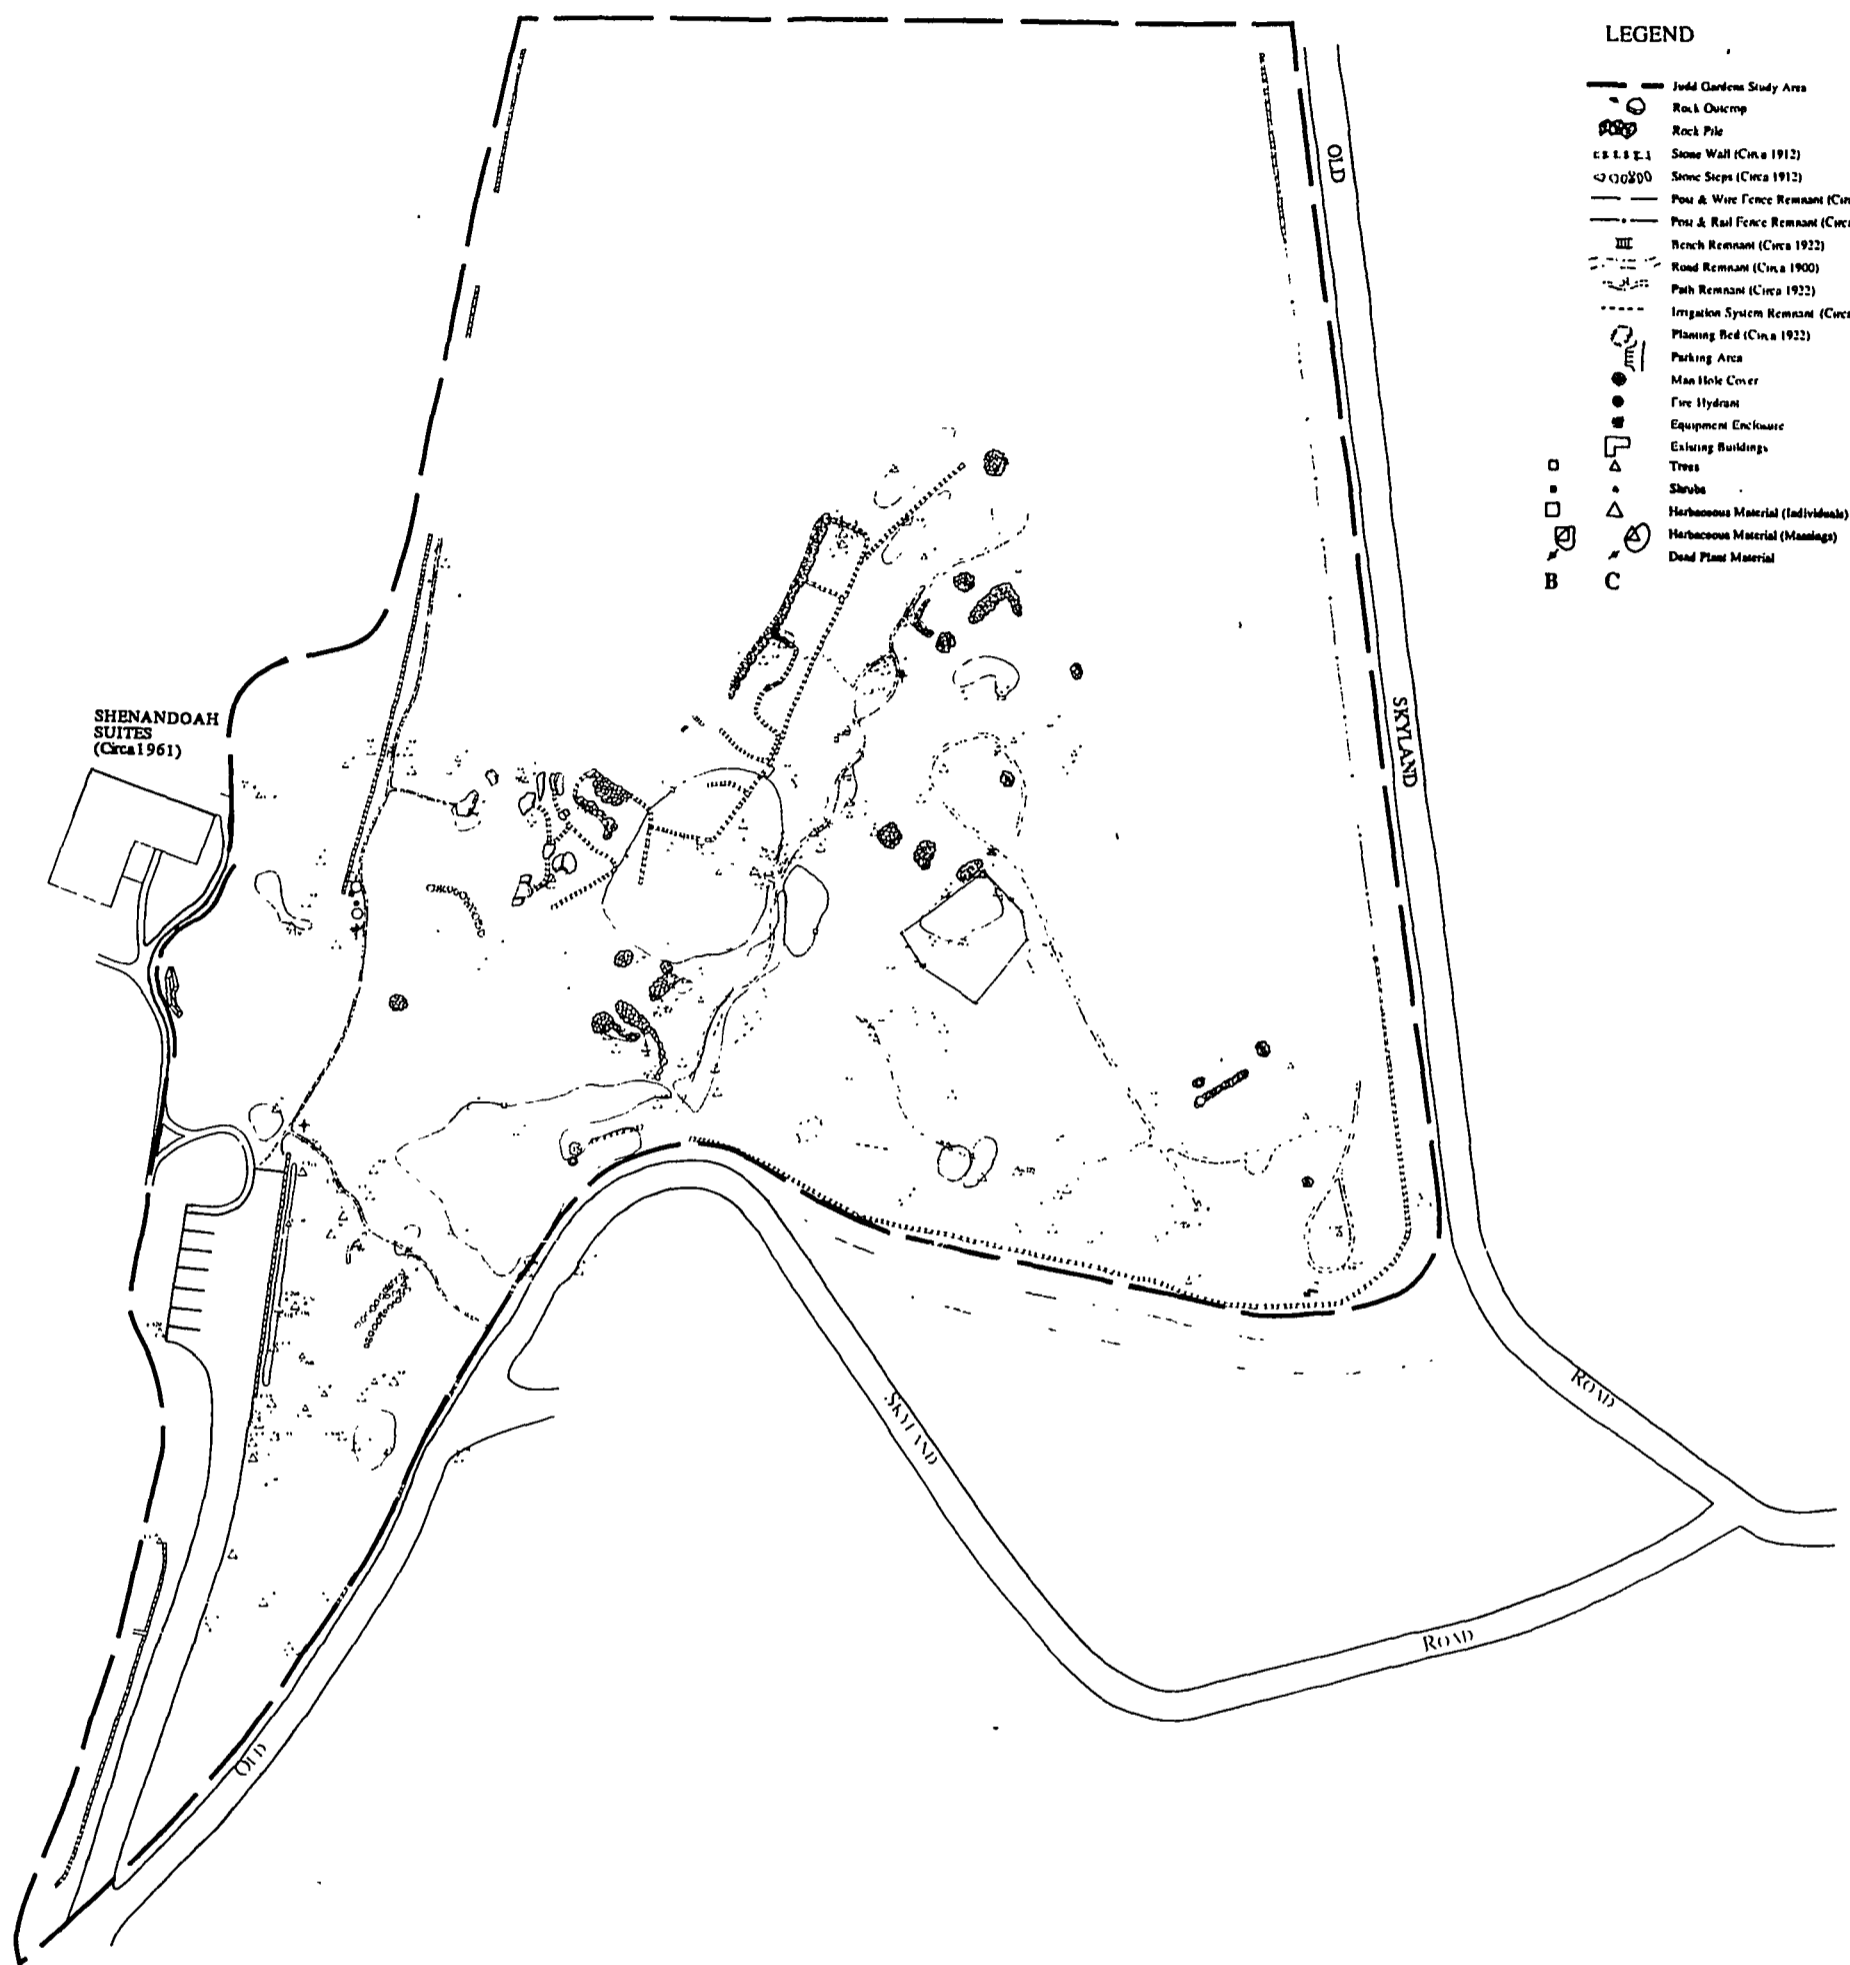 LEGEND
Judd Gardens Study Area
Rock Outcrop
Rock Pile
Stone Wall (Circa 1912)
Stone Steps (Circa 1912)
Post & Wire Fence Remnant (Cir
Post & Rail Fence Remnant (Circ
Bench Remnant (Circa 1922)
Road Remnant (Circa 1900)
Path Remnant (Circa 1922)
Irrigation System Remnant (Circ
Planting Bed (Circa 1922)
Parking Area
Man Hole Cover
Fire Hydrant
Equipment Enclosure
Existing Buildings
Trees
Shrubs
Herbaceous Material (Individuals)
Herbaceous Material (Massings)
Dead Plant Material
B C
OLD
SKYLAND
ROAD
SHENANDOAH
SUITES
(Circa 1961)
SKYLAND
ROAD
OLD